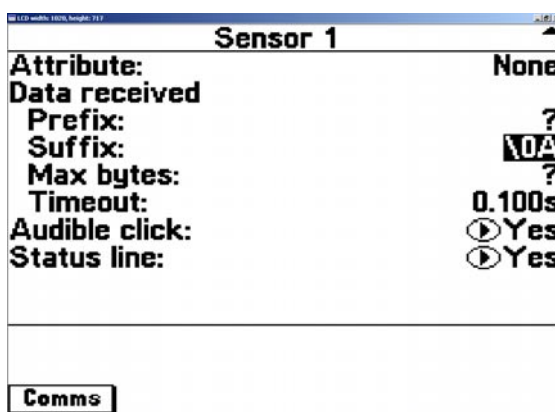 LCD width: 1020, height: 717
Sensor 1
Attribute: None
Data received
Prefix: ?
Suffix: \0A
Max bytes: ?
Timeout: 0.100s
Audible click: Yes
Status line: Yes
Comms